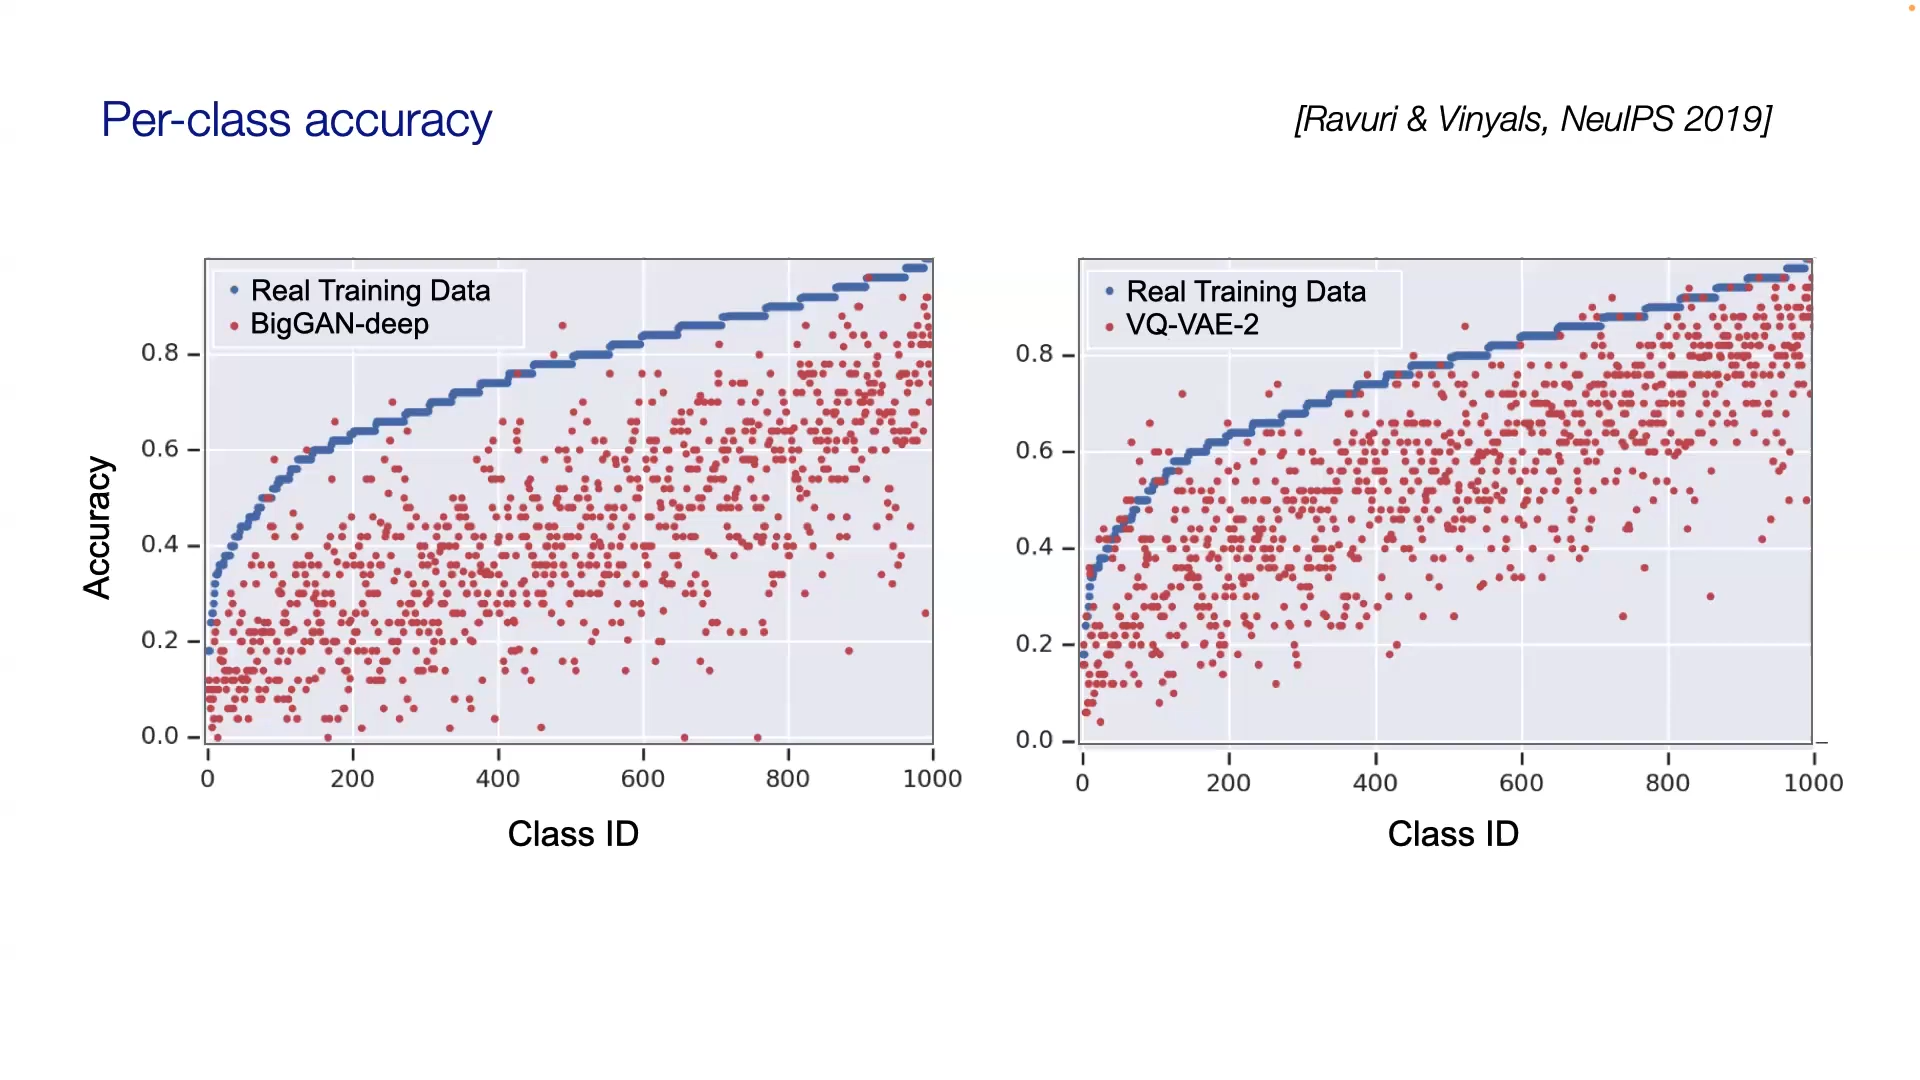 Per-class accuracy
[Ravuri & Vinyals, NeuIPS 2019]
Real Training Data
BigGAN-deep
0.8
0.6
0.4
0.2
0.0
Accuracy
0
200
400
600
800
1000
Class ID
Real Training Data
VQ-VAE-2
0.8
0.6
0.4
0.2
0.0
0
200
400
600
800
1000
Class ID